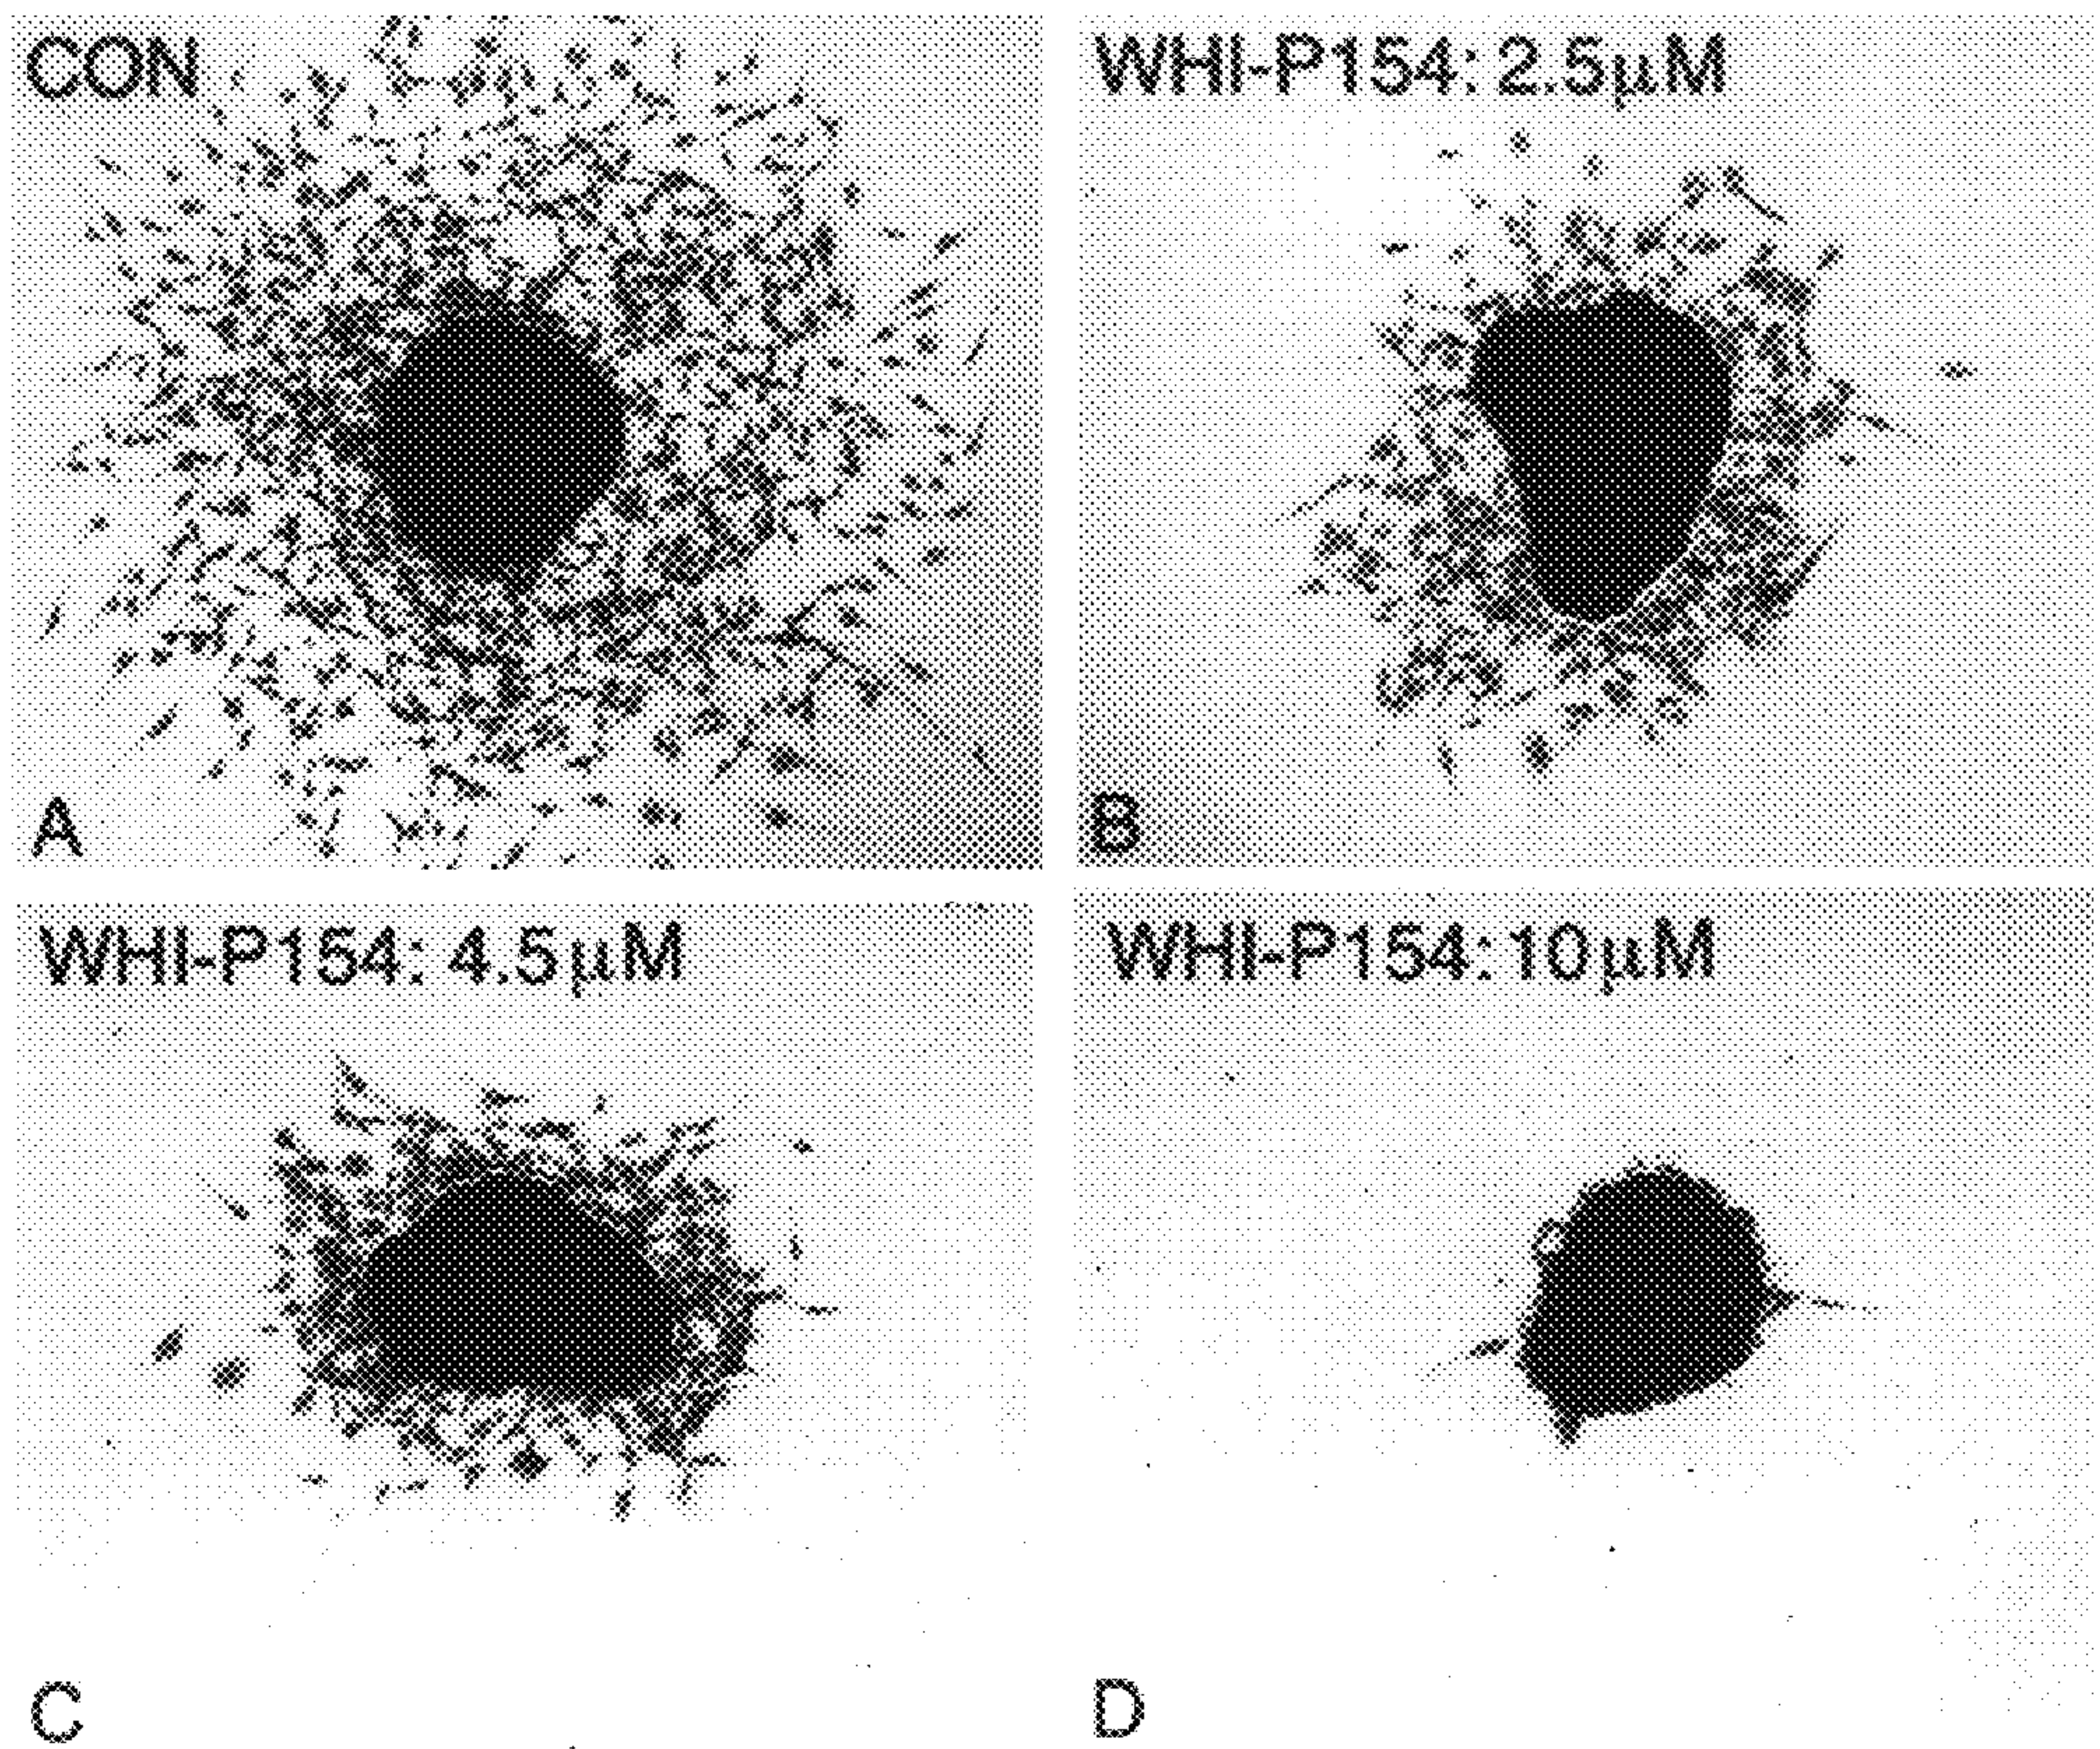 CON
A
WHI-P154: 2.5μM
B
WHI-P154: 4.5μM
C
WHI-P154: 10μM
D